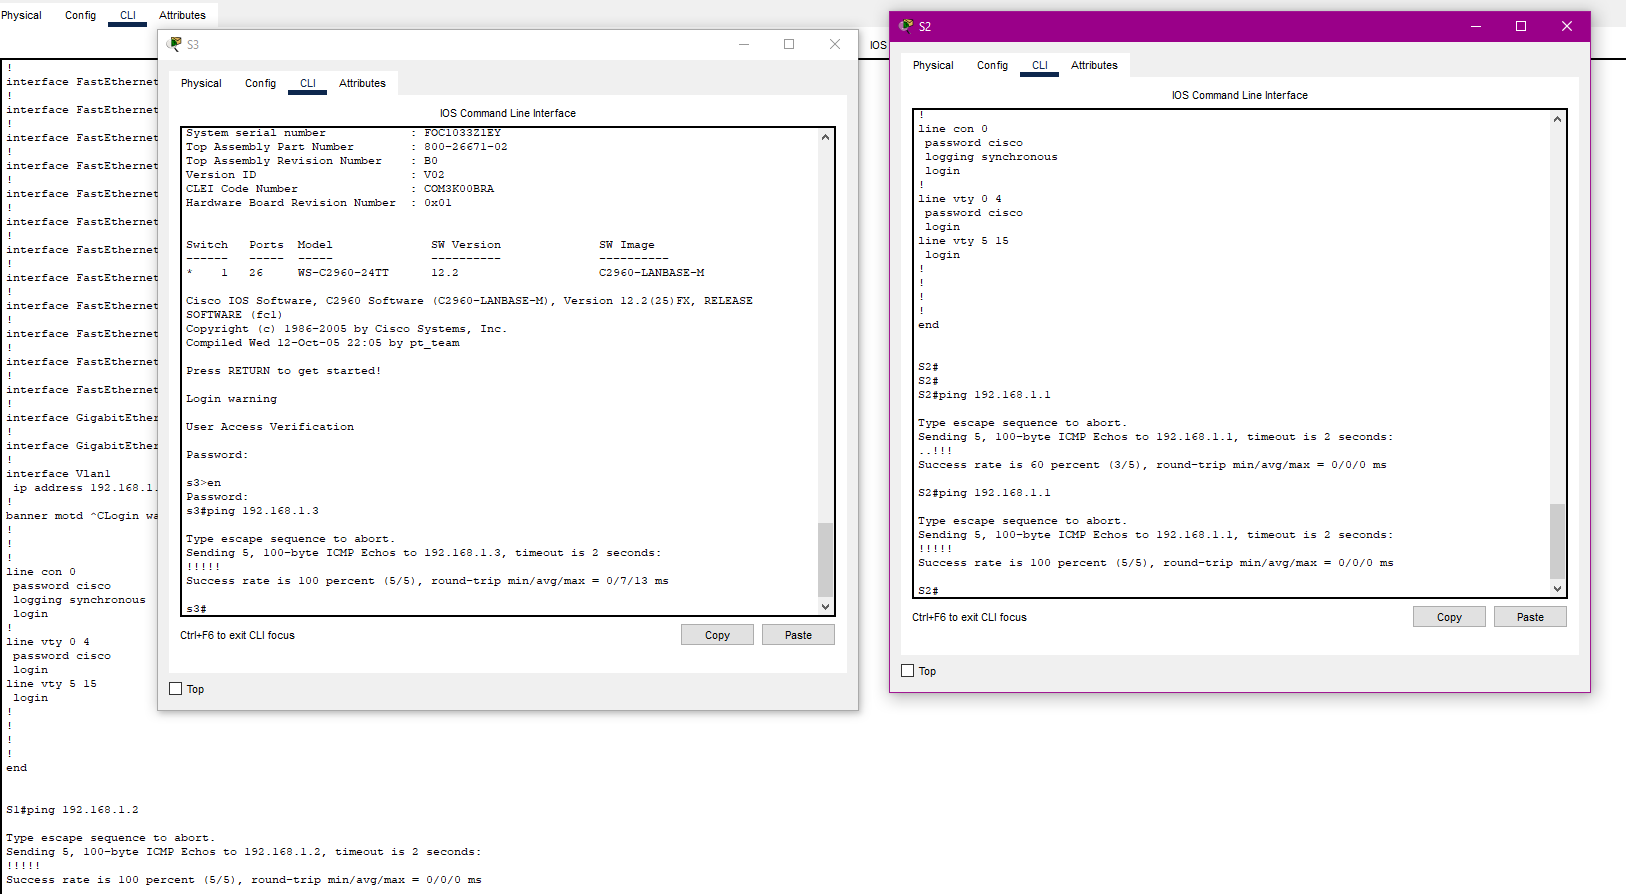 Physical Config CLI Attributes
IOS
!
interface FastEthernet
!
interface FastEthernet
!
interface FastEthernet
!
interface FastEthernet
!
interface FastEthernet
!
interface FastEthernet
!
interface FastEthernet
!
interface FastEthernet
!
interface FastEthernet
!
interface FastEthernet
!
interface FastEthernet
!
interface FastEthernet
!
interface GigabitEther
!
interface GigabitEther
!
interface Vlan1
ip address 192.168.1.
!
banner motd ^CLogin wa
!
!
!
line con 0
password cisco
logging synchronous
login
!
line vty 0 4
password cisco
login
line vty 5 15
login
!
!
!
!
end
S1#ping 192.168.1.2
Type escape sequence to abort.
Sending 5, 100-byte ICMP Echos to 192.168.1.2, timeout is 2 seconds:
!!!!!
Success rate is 100 percent (5/5), round-trip min/avg/max = 0/0/0 ms
S3
Physical Config CLI Attributes
IOS Command Line Interface
System serial number : FOC1033Z1EY
Top Assembly Part Number : 800-26671-02
Top Assembly Revision Number : B0
Version ID : V02
CLEI Code Number : COM3K00BRA
Hardware Board Revision Number : 0x01
Switch Ports Model SW Version SW Image
------ ----- ----- ---------- ----------
* 1 26 WS-C2960-24TT 12.2 C2960-LANBASE-M
Cisco IOS Software, C2960 Software (C2960-LANBASE-M), Version 12.2(25)FX, RELEASE
SOFTWARE (fc1)
Copyright (c) 1986-2005 by Cisco Systems, Inc.
Compiled Wed 12-Oct-05 22:05 by pt_team
Press RETURN to get started!
Login warning
User Access Verification
Password:
s3>en
Password:
s3#ping 192.168.1.3
Type escape sequence to abort.
Sending 5, 100-byte ICMP Echos to 192.168.1.3, timeout is 2 seconds:
!!!!!
Success rate is 100 percent (5/5), round-trip min/avg/max = 0/7/13 ms
s3#
Ctrl+F6 to exit CLI focus
Copy Paste
Top
S2
Physical Config CLI Attributes
IOS Command Line Interface
!
line con 0
password cisco
logging synchronous
login
!
line vty 0 4
password cisco
login
line vty 5 15
login
!
!
!
!
end
S2#
S2#
S2#ping 192.168.1.1
Type escape sequence to abort.
Sending 5, 100-byte ICMP Echos to 192.168.1.1, timeout is 2 seconds:
..!!!
Success rate is 60 percent (3/5), round-trip min/avg/max = 0/0/0 ms
S2#ping 192.168.1.1
Type escape sequence to abort.
Sending 5, 100-byte ICMP Echos to 192.168.1.1, timeout is 2 seconds:
!!!!!
Success rate is 100 percent (5/5), round-trip min/avg/max = 0/0/0 ms
S2#
Ctrl+F6 to exit CLI focus
Copy Paste
Top